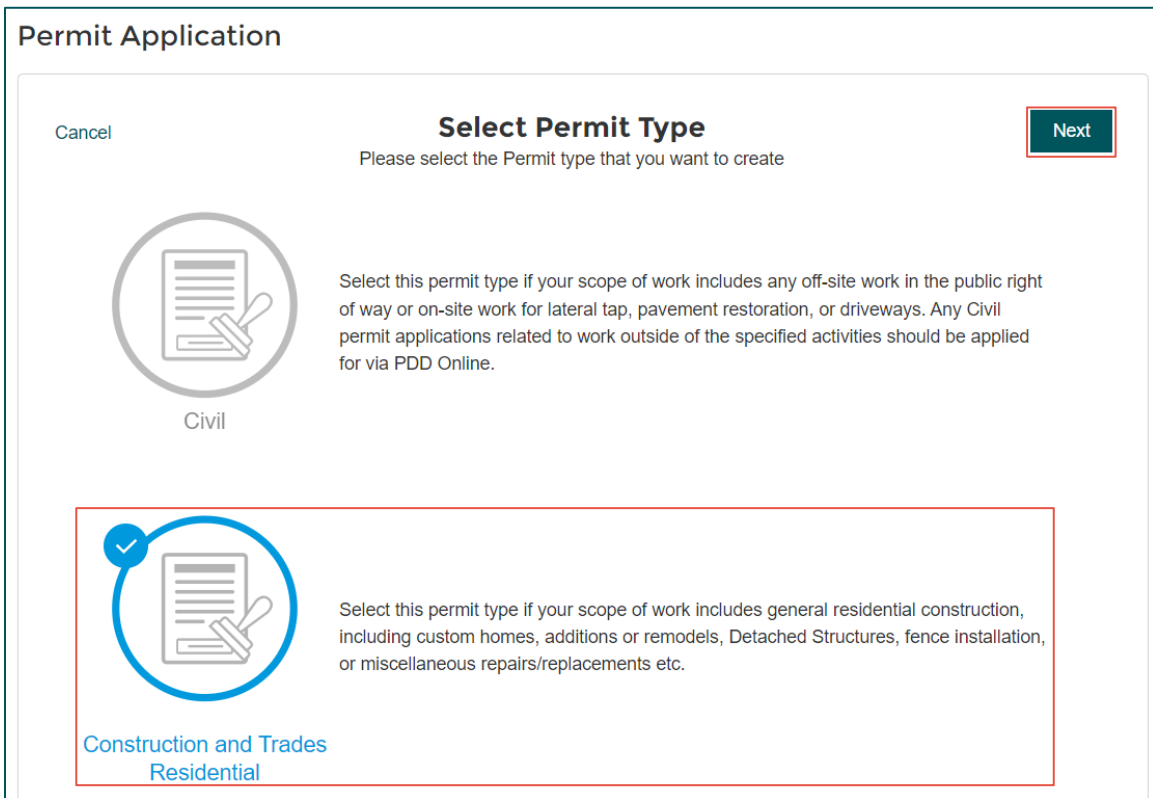 Permit Application
Cancel
Select Permit Type
Next
Please select the Permit type that you want to create
Select this permit type if your scope of work includes any off-site work in the public right
of way or on-site work for lateral tap, pavement restoration, or driveways. Any Civil
permit applications related to work outside of the specified activities should be applied
for via PDD Online.
Civil
Select this permit type if your scope of work includes general residential construction,
including custom homes, additions or remodels, Detached Structures, fence installation,
or miscellaneous repairs/replacements etc.
Construction and Trades
Residential